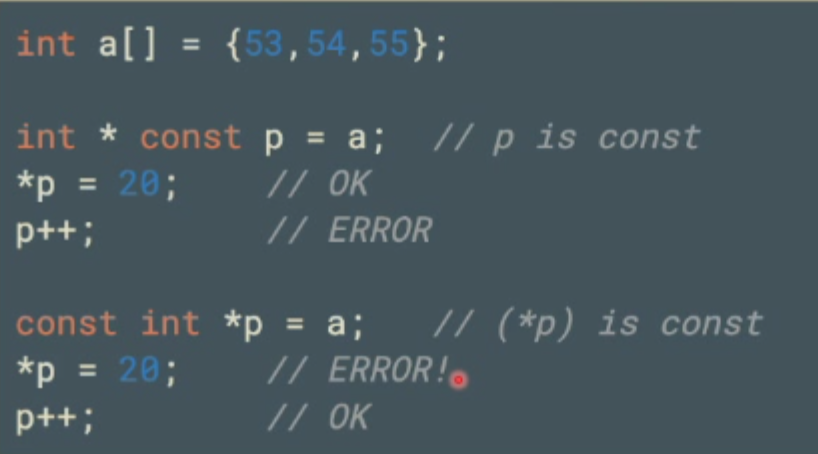 int a[] = {53,54,55};
int * const p = a;  // p is const
*p = 20;     // OK
p++;         // ERROR
const int *p = a;   // (*p) is const
*p = 20;     // ERROR!
p++;         // OK